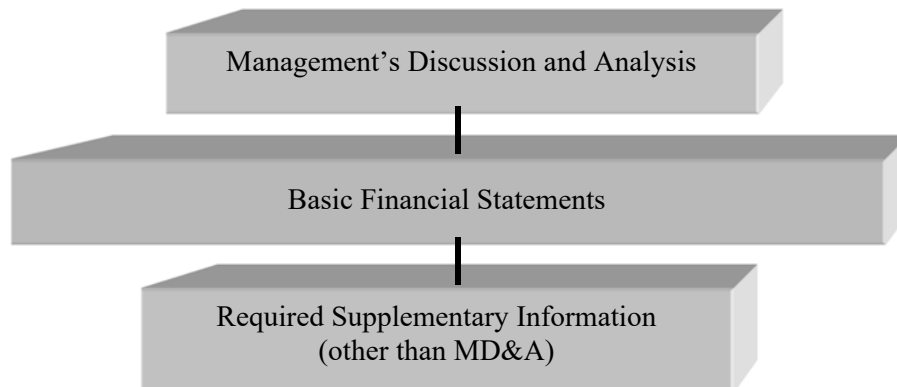 Management’s Discussion and Analysis
Basic Financial Statements
Required Supplementary Information
(other than MD&A)